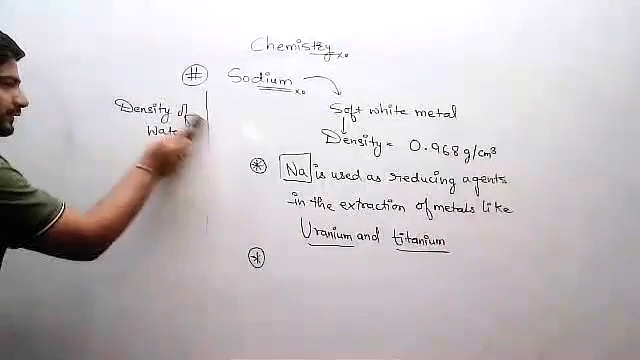 Chemistry
# Sodium
Density of
Wate
Soft white metal
Density = 0.968 g/cm³
* Na is used as reducing agents
in the extraction of metals like
Uranium and titanium
*